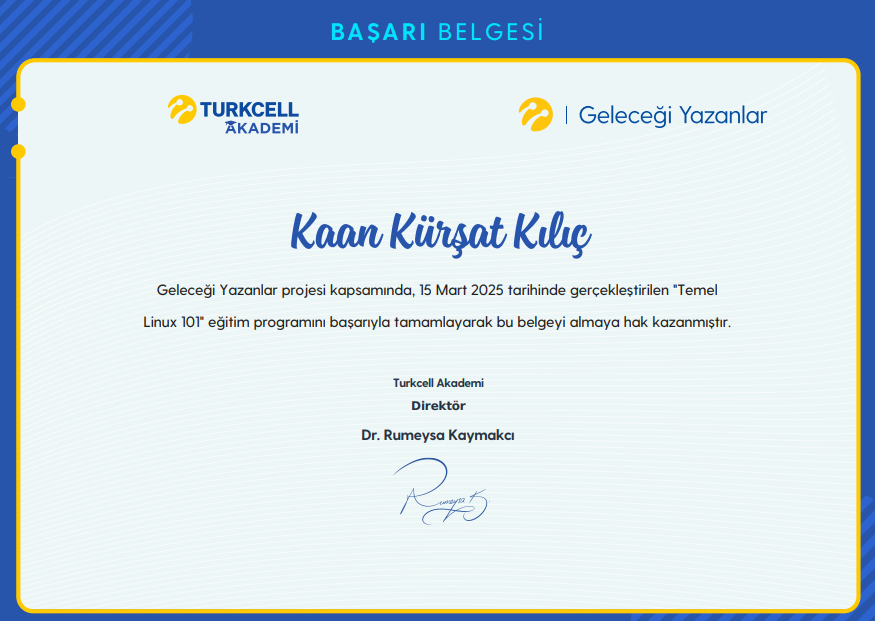 BAŞARI BELGESİ
TURKCELL
AKADEMİ
Geleceği Yazanlar
Kaan Kürşat Kılıç
Geleceği Yazanlar projesi kapsamında, 15 Mart 2025 tarihinde gerçekleştirilen "Temel
Linux 101" eğitim programını başarıyla tamamlayarak bu belgeyi almaya hak kazanmıştır.
Turkcell Akademi
Direktör
Dr. Rumeysa Kaymakcı
Rumeysa K